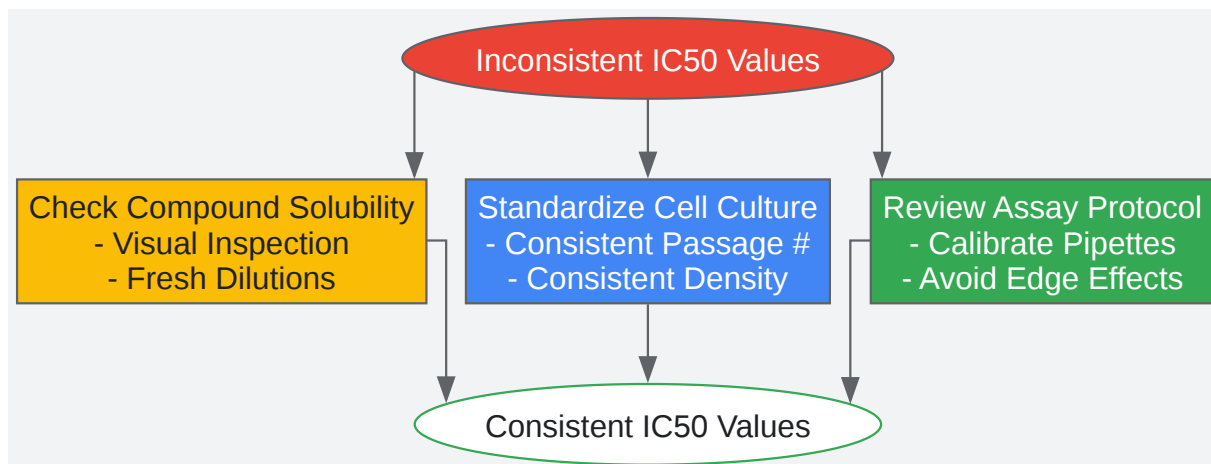 Inconsistent IC50 Values
Check Compound Solubility
- Visual Inspection
- Fresh Dilutions
Standardize Cell Culture
- Consistent Passage #
- Consistent Density
Review Assay Protocol
- Calibrate Pipettes
- Avoid Edge Effects
Consistent IC50 Values